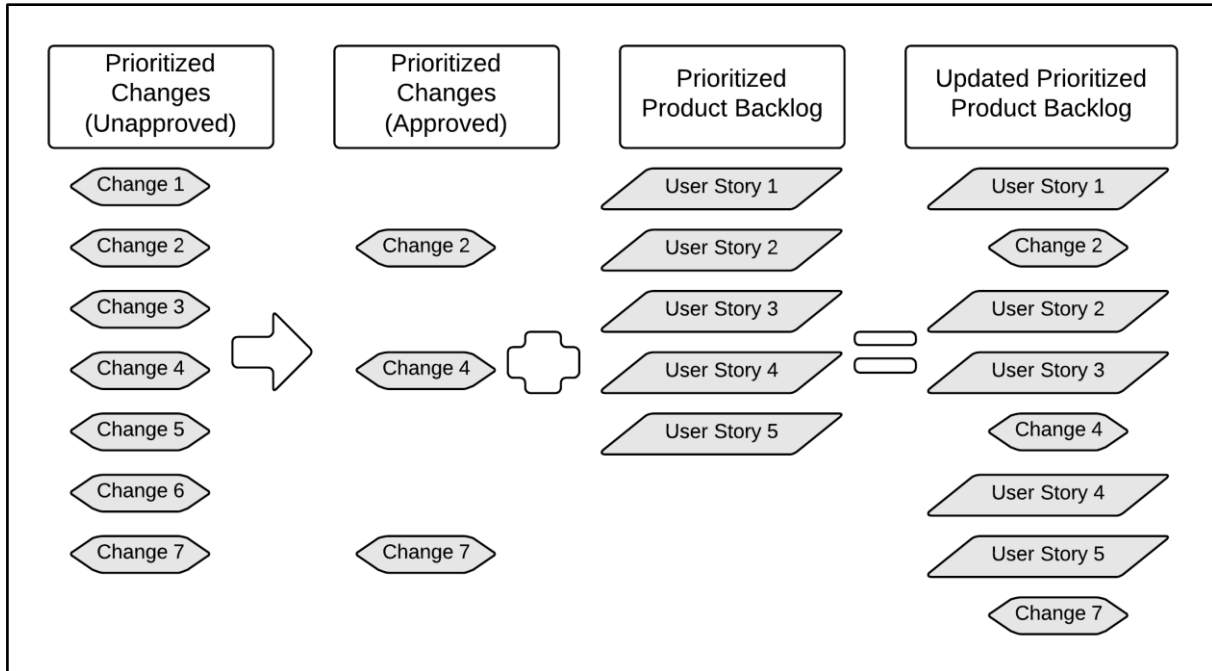 Prioritized
Changes
(Unapproved)
Change 1
Change 2
Change 3
Change 4
Change 5
Change 6
Change 7
Prioritized
Changes
(Approved)
Change 2
Change 4
Change 7
Prioritized
Product Backlog
User Story 1
User Story 2
User Story 3
User Story 4
User Story 5
Updated Prioritized
Product Backlog
User Story 1
Change 2
User Story 2
User Story 3
Change 4
User Story 4
User Story 5
Change 7